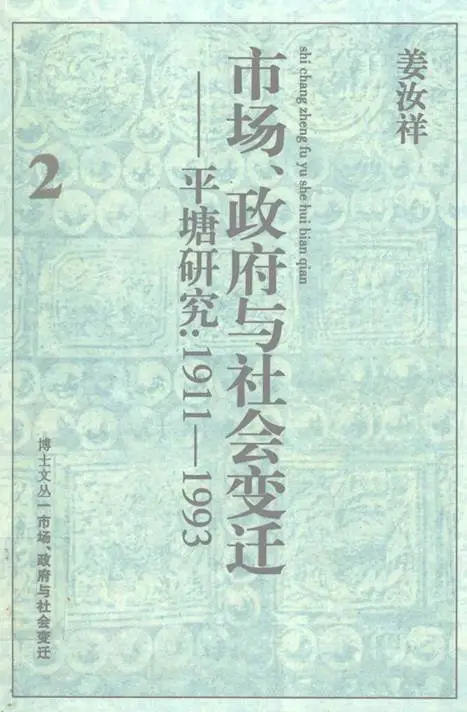 姜汝祥
shi chang zheng fu yu she hui bian qian
市场、政府与社会变迁
——平塘研究:1911—1993
2
博士文丛—市场、政府与社会变迁